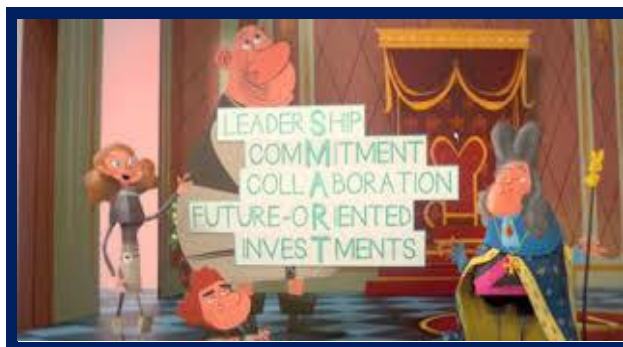 LEADERSHIP
COMMITMENT
COLLABORATION
FUTURE-ORIENTED
INVESTMENTS